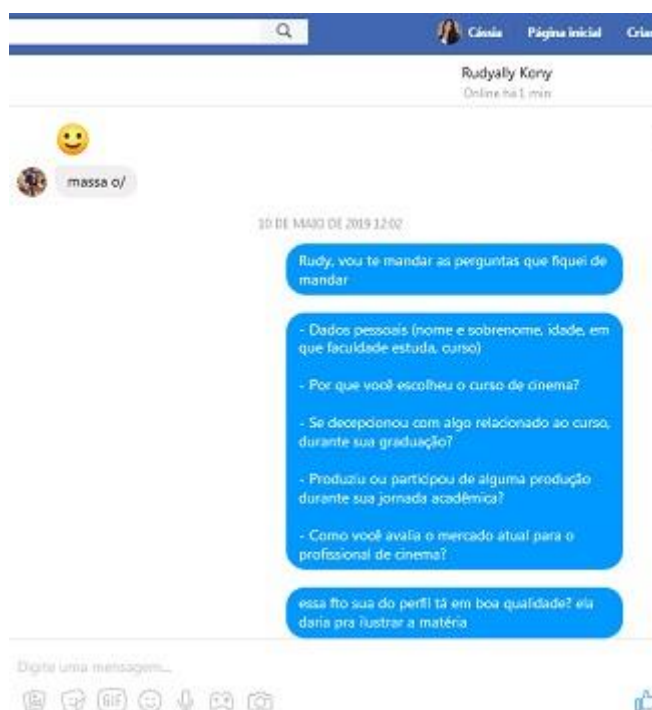 Cássia Página inicial Criar
Rudyally Kony
Online há 1 min
massa o/
10 DE MAIO DE 2019 12:02
Rudy, vou te mandar as perguntas que fiquei de
mandar
- Dados pessoais (nome e sobrenome, idade, em
que faculdade estuda, curso)
- Por que você escolheu o curso de cinema?
- Se decepcionou com algo relacionado ao curso,
durante sua graduação?
- Produziu ou participou de alguma produção
durante sua jornada acadêmica?
- Como você avalia o mercado atual para o
profissional de cinema?
essa fto sua do perfil tá em boa qualidade? ela
daria pra ilustrar a matéria
Digite uma mensagem...
GIF